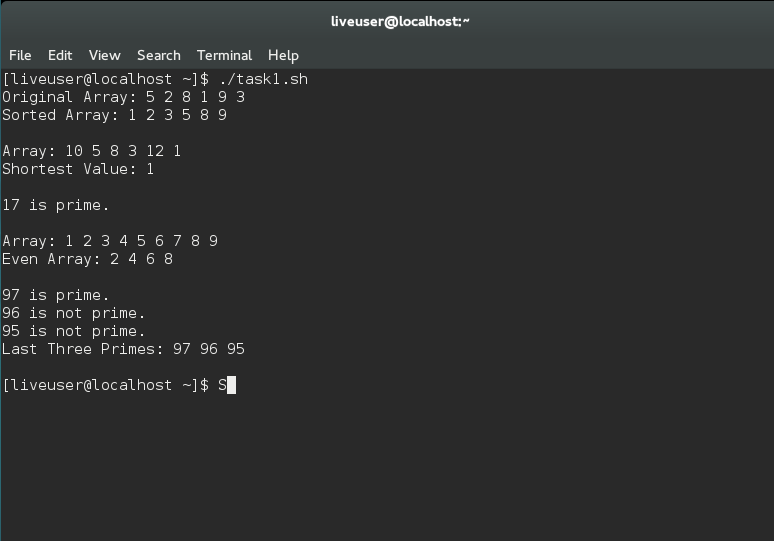 liveuser@localhost:~
File Edit View Search Terminal Help
[liveuser@localhost ~]$ ./task1.sh
Original Array: 5 2 8 1 9 3
Sorted Array: 1 2 3 5 8 9
Array: 10 5 8 3 12 1
Shortest Value: 1
17 is prime.
Array: 1 2 3 4 5 6 7 8 9
Even Array: 2 4 6 8
97 is prime.
96 is not prime.
95 is not prime.
Last Three Primes: 97 96 95
[liveuser@localhost ~]$ S